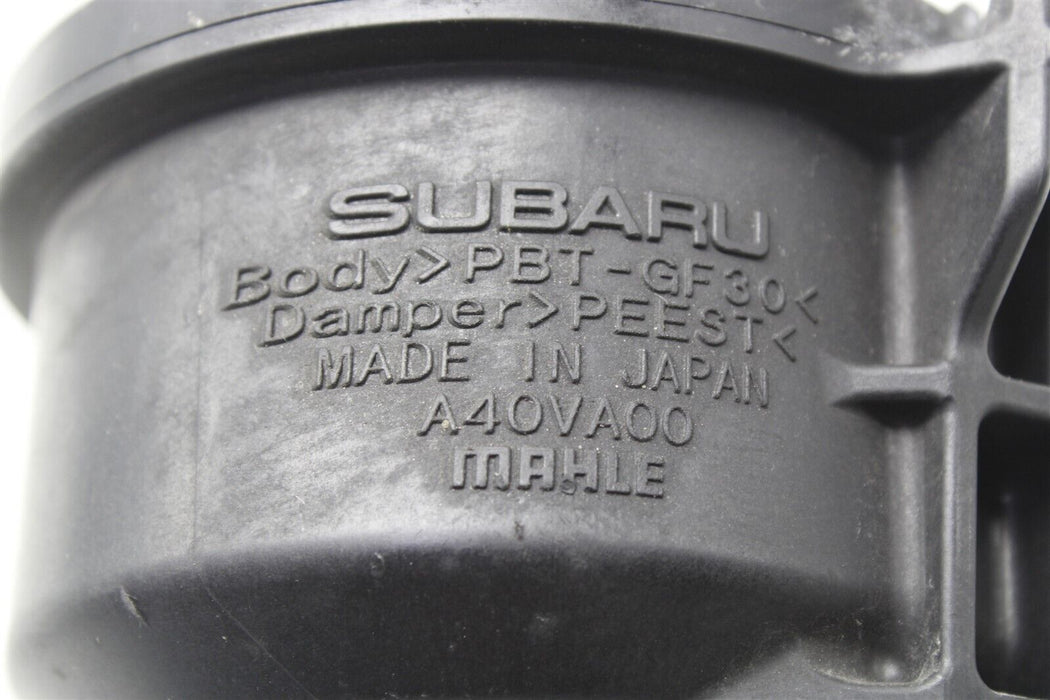 SUBARU
Body>PBT-GF30<
Damper>PEEST<
MADE IN JAPAN
A40VA00
MAHLE